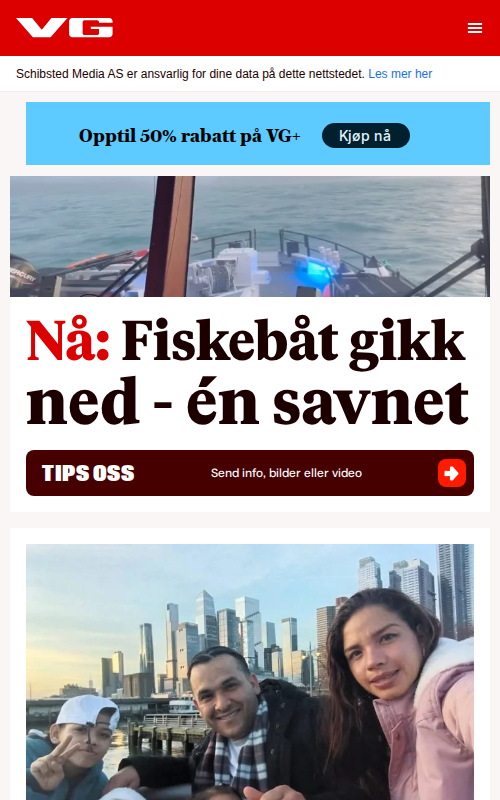 VG
Schibsted Media AS er ansvarlig for dine data på dette nettstedet. Les mer her
Opptil 50% rabatt på VG+
Kjøp nå
MERCURY
Nå: Fiskebåt gikk
ned - én savnet
TIPS OSS
Send info, bilder eller video